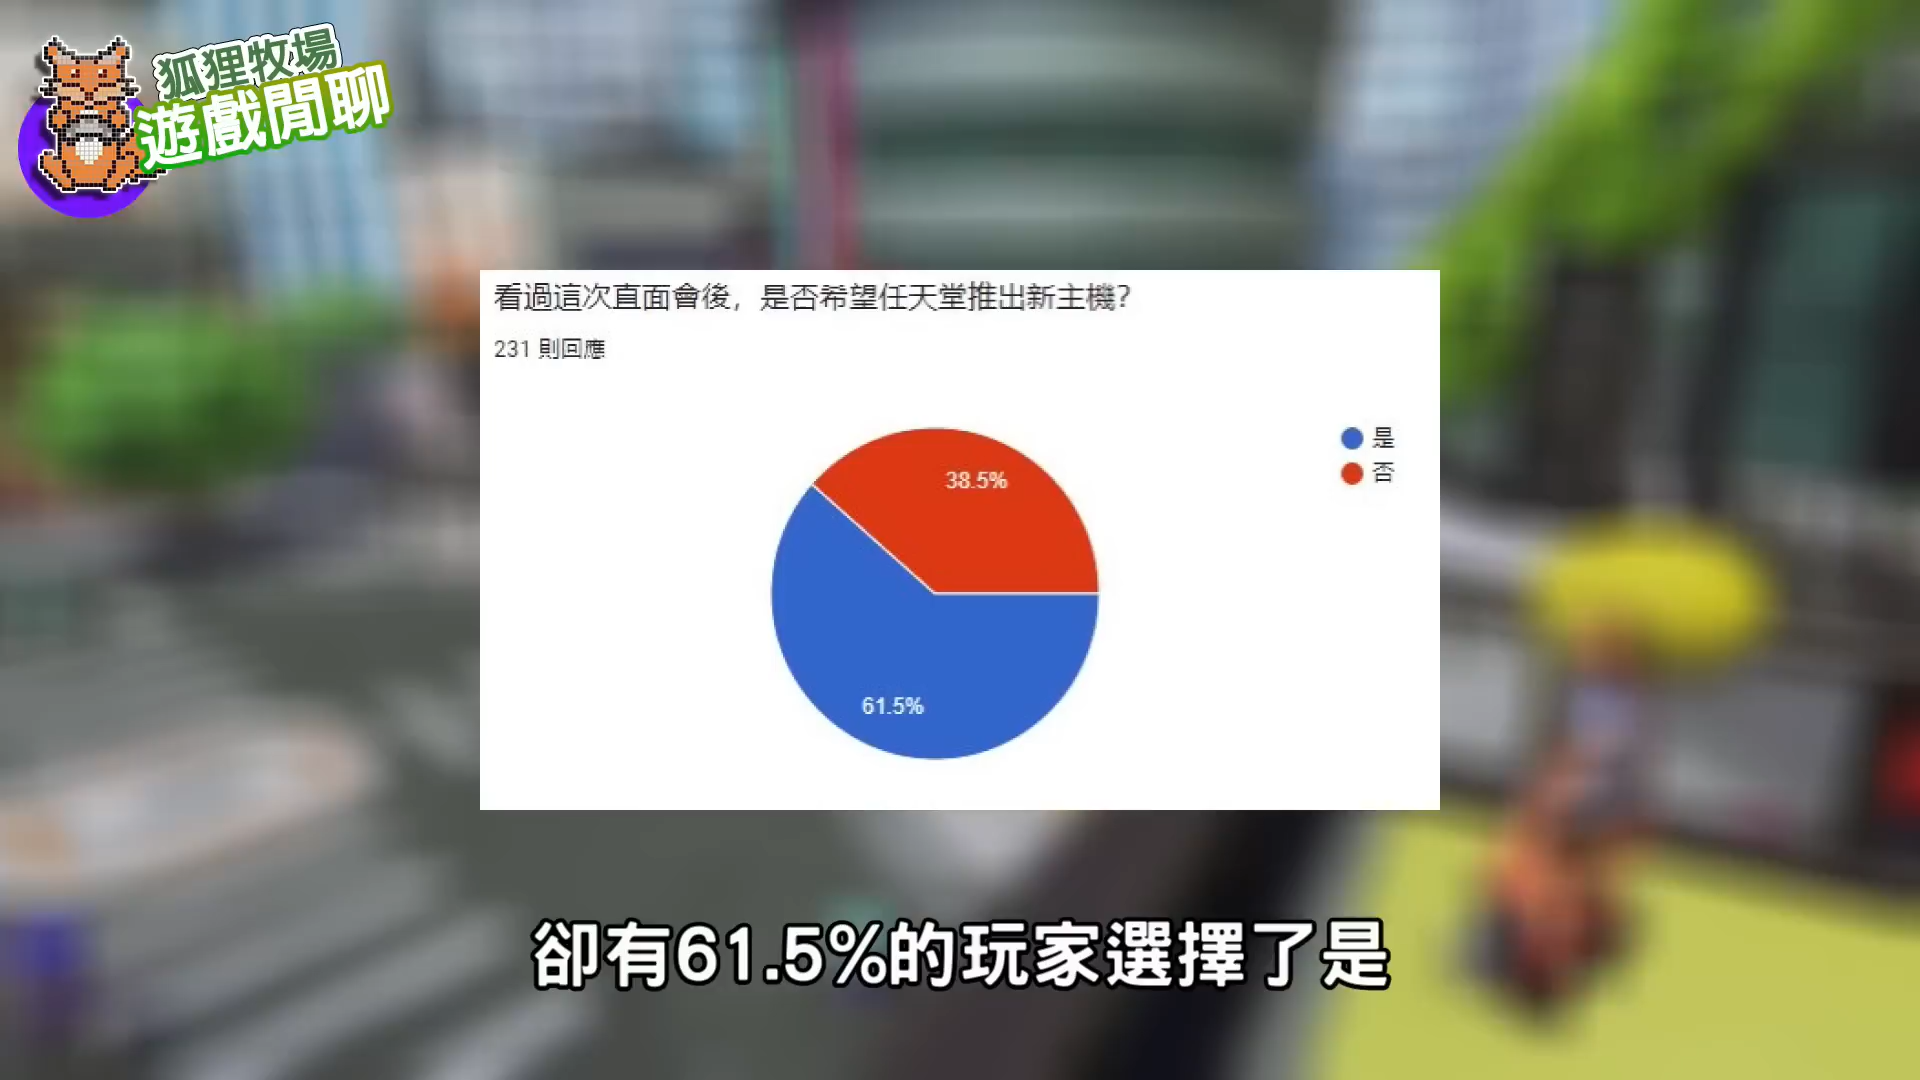 狐狸牧場
遊戲閒聊
看過這次直面會後，是否希望任天堂推出新主機？
231 則回應
是
否
38.5%
61.5%
卻有61.5%的玩家選擇了是